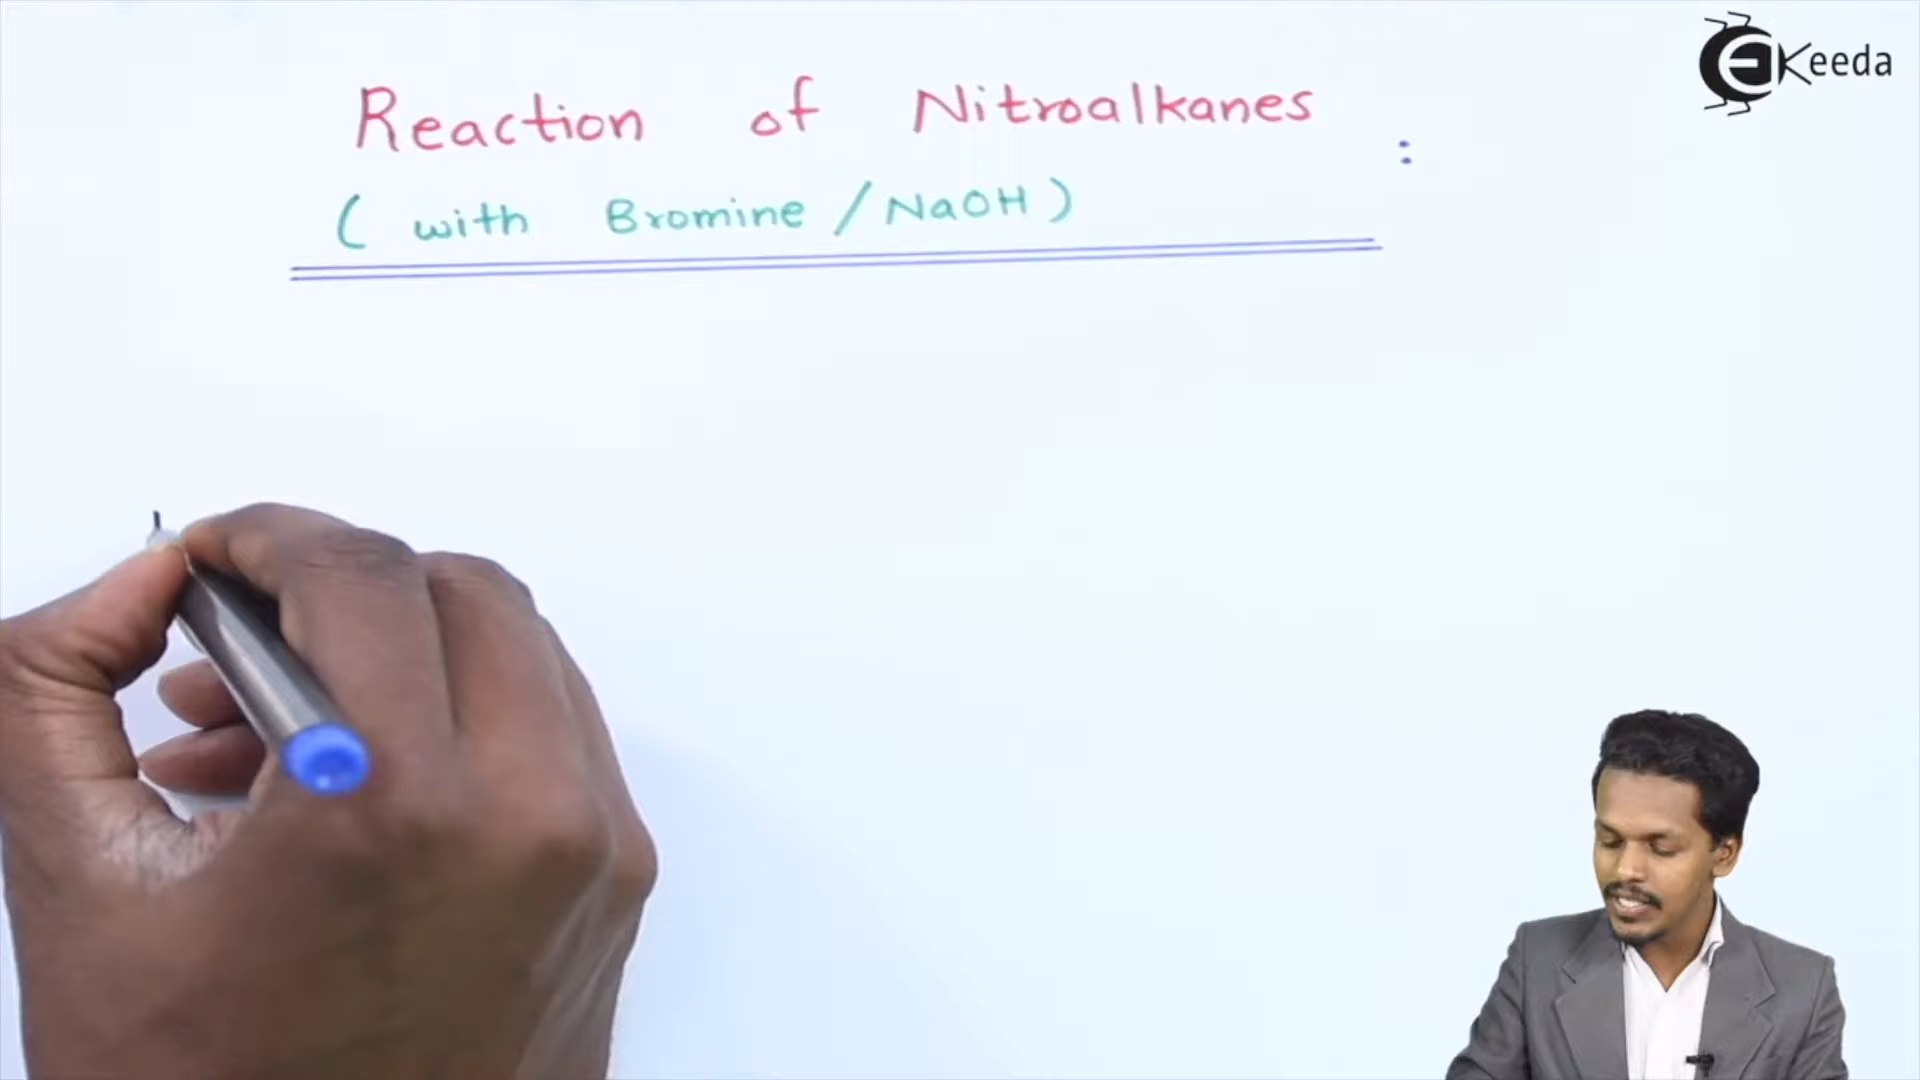 Reaction of Nitroalkanes :
( with Bromine / NaOH )
EKeeda